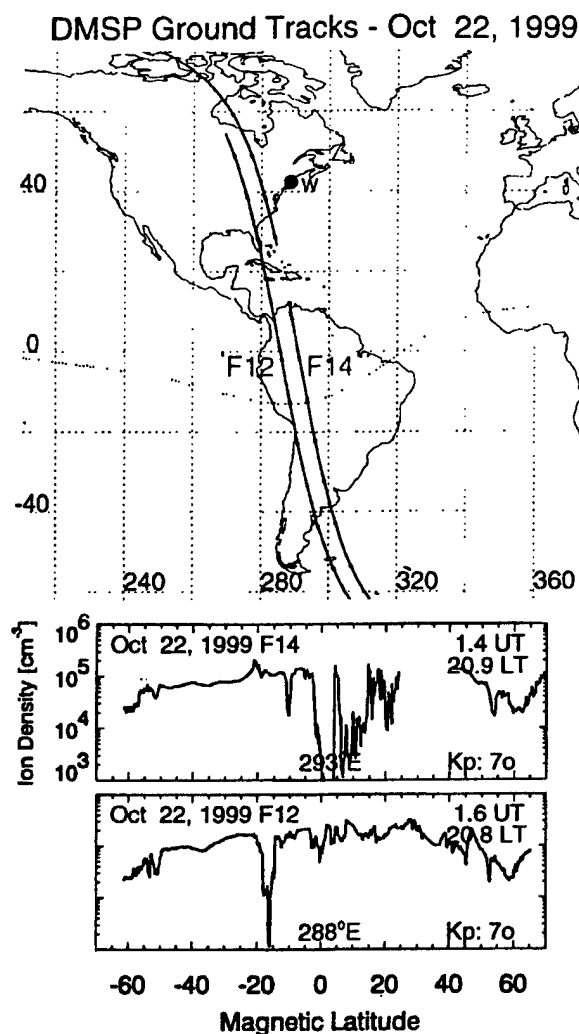 DMSP Ground Tracks - Oct 22, 1999
40
W
0
'F12 F14
-40
240 280 320 360
10^6
Oct 22, 1999 F14 1.4 UT
20.9 LT
10^5
Ion Density [cm^-3]
10^4
293°E Kp: 7o
10^3
Oct 22, 1999 F12 1.6 UT
20.8 LT
288°E Kp: 7o
-60 -40 -20 0 20 40 60
Magnetic Latitude